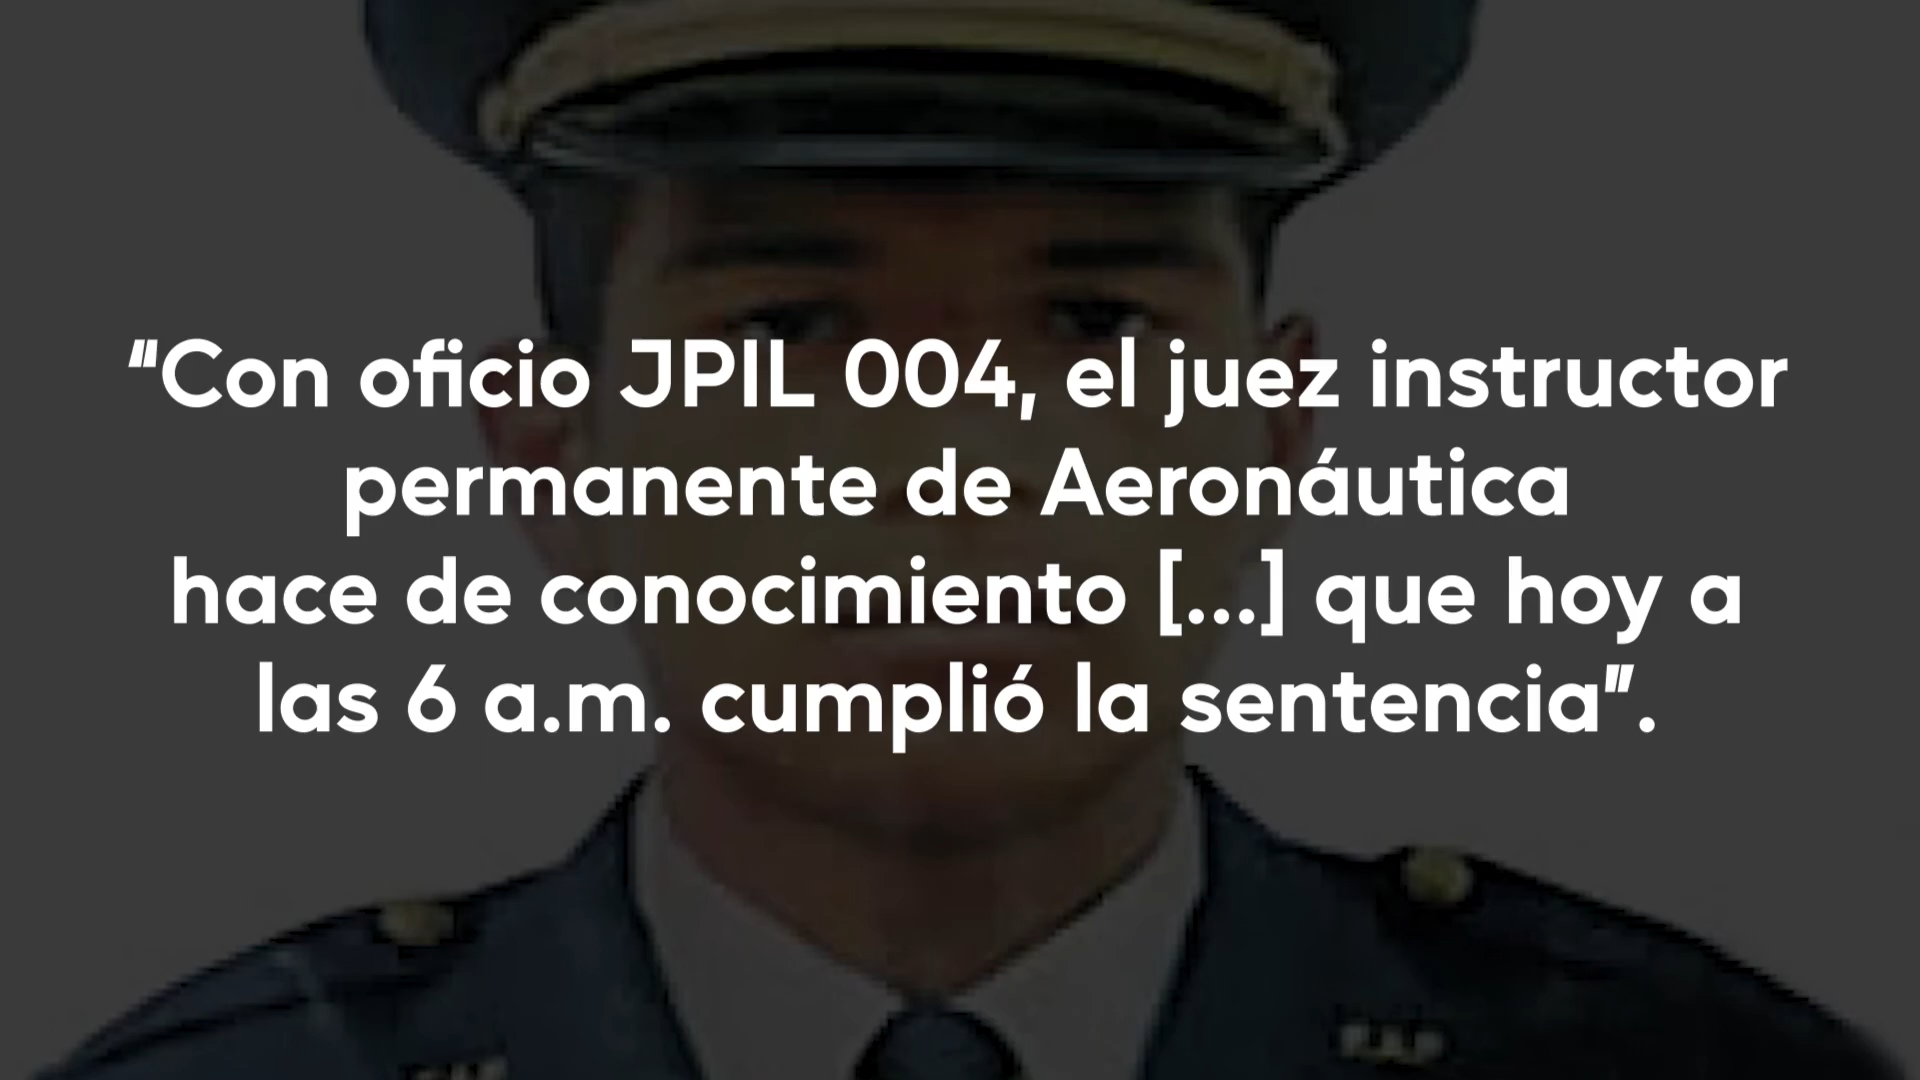 "Con oficio JPIL 004, el juez instructor
permanente de Aeronáutica
hace de conocimiento [...] que hoy a
las 6 a.m. cumplió la sentencia".